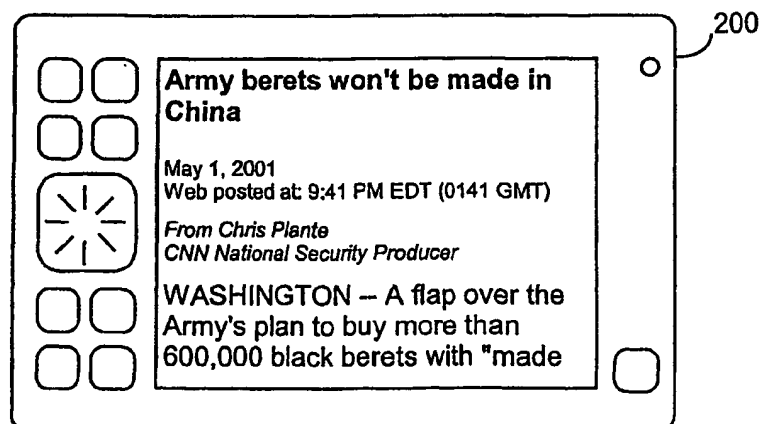 200
Army berets won't be made in
China
May 1, 2001
Web posted at: 9:41 PM EDT (0141 GMT)
From Chris Plante
CNN National Security Producer
WASHINGTON -- A flap over the
Army's plan to buy more than
600,000 black berets with "made